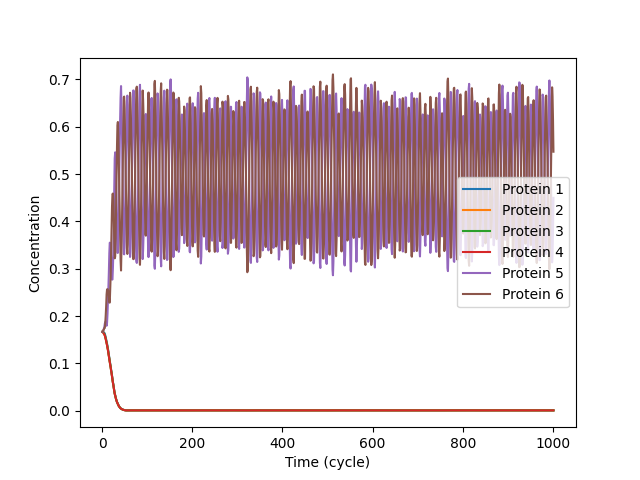 Concentration
0.7
0.6
0.5
0.4
0.3
0.2
0.1
0.0
Protein 1
Protein 2
Protein 3
Protein 4
Protein 5
Protein 6
0 200 400 600 800 1000
Time (cycle)